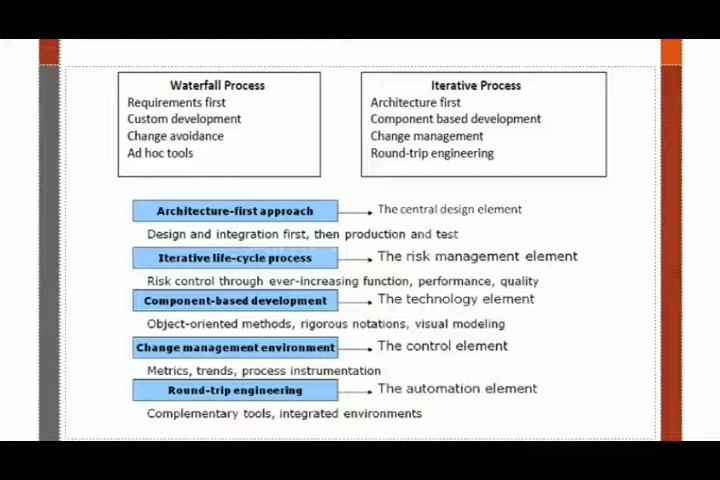 Waterfall Process
Requirements first
Custom development
Change avoidance
Ad hoc tools
Iterative Process
Architecture first
Component based development
Change management
Round-trip engineering
Architecture-first approach The central design element
Design and integration first, then production and test
Iterative life-cycle process The risk management element
Risk control through ever-increasing function, performance, quality
Component-based development The technology element
Object-oriented methods, rigorous notations, visual modeling
Change management environment The control element
Metrics, trends, process instrumentation
Round-trip engineering The automation element
Complementary tools, integrated environments